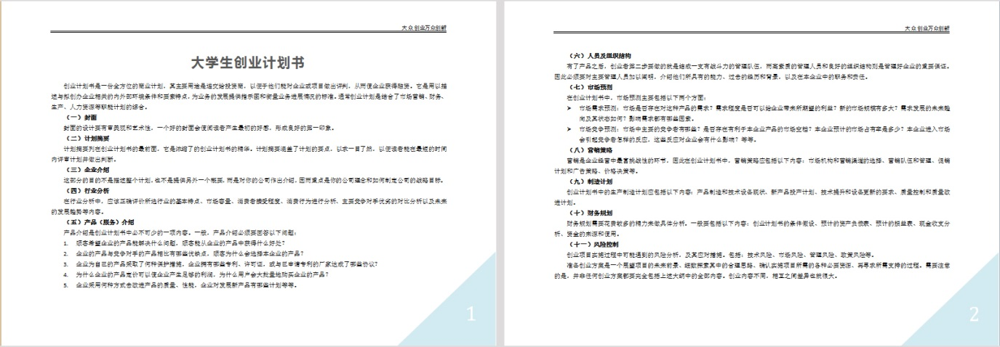 大众创业万众创新
大学生创业计划书
创业计划书是一份全方位的商业计划，其主要用途是递交给投资商，以便于他们能对企业或项目做出评判，从而使企业获得融资。它是用以描
述与拟创办企业相关的内外部环境条件和要素特点，为业务的发展提供指示图和衡量业务进展情况的标准。通常创业计划是结合了市场营销、财务、
生产、人力资源等职能计划的综合。
（一）封面
封面的设计要有审美观和艺术性，一个好的封面会使阅读者产生最初的好感，形成良好的第一印象。
（二）计划摘要
计划摘要列在创业计划书的最前面，它是浓缩了的创业计划书的精华。计划摘要涵盖了计划的要点，以求一目了然，以便读者能在最短的时间
内评审计划并做出判断。
（三）企业介绍
这部分的目的不是描述整个计划，也不是提供另外一个概要，而是对你的公司作出介绍，因而重点是你的公司理念和如何制定公司的战略目标。
（四）行业分析
在行业分析中，应该正确评价所选行业的基本特点、市场容量、消费者接受程度、消费行为进行分析、主要竞争对手优劣的对比分析以及未来
的发展趋势等内容。
（五）产品（服务）介绍
产品介绍是创业计划书中必不可少的一项内容。一般，产品介绍必须要回答以下问题：
1. 顾客希望企业的产品能解决什么问题，顾客能从企业的产品中获得什么好处？
2. 企业的产品与竞争对手的产品相比有哪些优缺点，顾客为什么会选择本企业的产品？
3. 企业为自己的产品采取了何种保护措施，企业拥有哪些专利、许可证，或与已申请专利的厂家达成了哪些协议？
4. 为什么企业的产品定价可以使企业产生足够的利润，为什么用户会大批量地购买企业的产品？
5. 企业采用何种方式去改进产品的质量、性能，企业对发展新产品有哪些计划等等。
1
大众创业万众创新
（六）人员及组织结构
有了产品之后，创业者第二步要做的就是结成一支有战斗力的管理队伍，而高素质的管理人员和良好的组织结构则是管理好企业的重要保证。
因此必须要对主要管理人员加以阐明，介绍他们所具有的能力、过去的经历和背景，以及在本企业中的职务和责任。
（七）市场预测
在创业计划书中，市场预测主要包括以下两个方面：
➢ 市场需求预测：市场是否存在对这种产品的需求？需求程度是否可以给企业带来所期望的利益？新的市场规模有多大？需求发展的未来趋
向及其状态如何？影响需求都有哪些因素。
➢ 市场竞争预测：市场中主要的竞争者有哪些？是否存在有利于本企业产品的市场空档？本企业预计的市场占有率是多少？本企业进入市场
会引起竞争者怎样的反应，这些反应对企业会有什么影响？等等。
（八）营销策略
营销是企业经营中最富挑战性的环节，因此在创业计划书中，营销策略应包括以下内容：市场机构和营销渠道的选择、营销队伍和管理、促销
计划和广告策略、价格决策等。
（九）制造计划
创业计划书中的生产制造计划应包括以下内容：产品制造和技术设备现状、新产品投产计划、技术提升和设备更新的要求、质量控制和质量改
进计划。
（十）财务规划
财务规划需要花费较多的精力来做具体分析。一般要包括以下内容：创业计划书的条件假设、预计的资产负债表、预计的损益表、现金收支分
析、资金的来源和使用。
（十一）风险控制
创业项目实施过程中可能遇到的风险分析，及其应对措施。包括：技术风险、市场风险、管理风险、政策风险等。
准备创业方案是一个展望项目的未来前景、细致探索其中的合理思路、确认实施项目所需的各种必要资源、再寻求所需支持的过程。需要注意
的是，并非任何创业方案都要完全包括上述大纲中的全部内容。创业内容不同，相互之间差异也就很大。
2